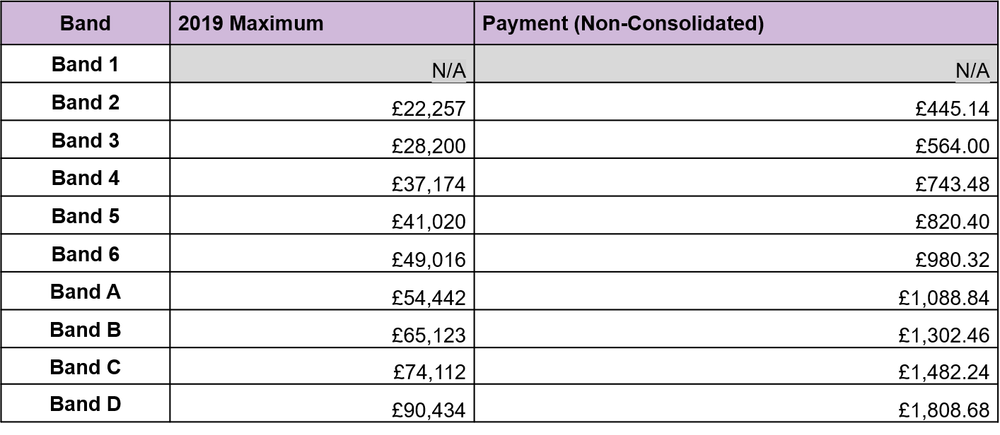 Band 2019 Maximum Payment (Non-Consolidated)
Band 1 N/A N/A
Band 2 £22,257 £445.14
Band 3 £28,200 £564.00
Band 4 £37,174 £743.48
Band 5 £41,020 £820.40
Band 6 £49,016 £980.32
Band A £54,442 £1,088.84
Band B £65,123 £1,302.46
Band C £74,112 £1,482.24
Band D £90,434 £1,808.68